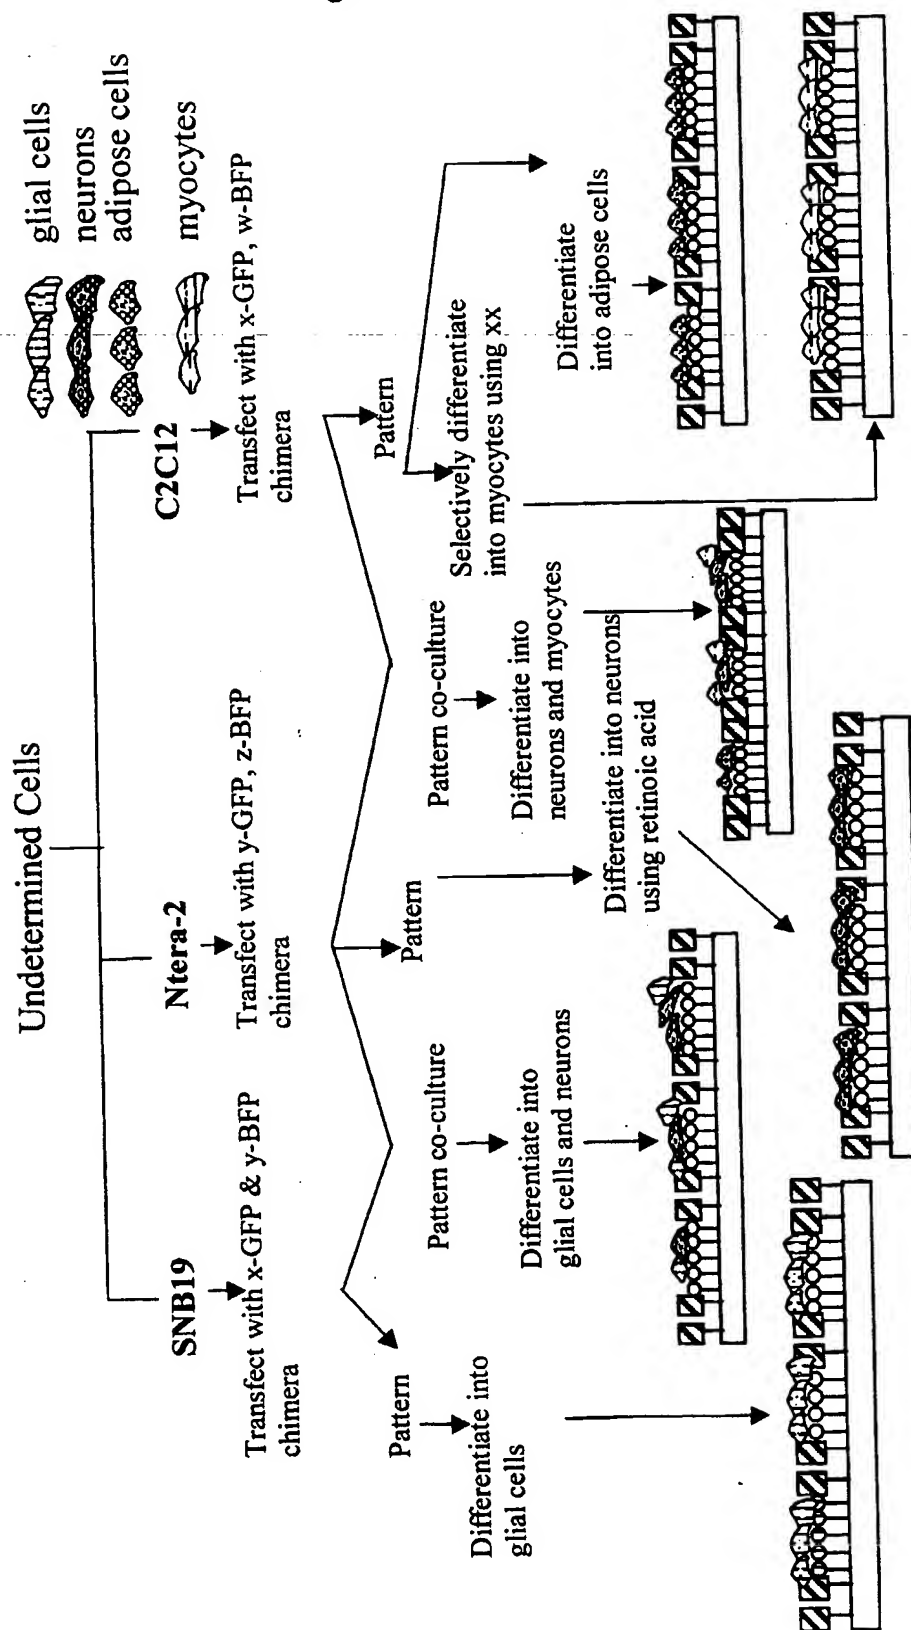 Undetermined Cells
glial cells
neurons
adipose cells
myocytes
SNB19
Transfect with x-GFP & y-BFP
chimera
Ntera-2
Transfect with y-GFP, z-BFP
chimera
C2C12
Transfect with x-GFP, w-BFP
chimera
Pattern
Differentiate into
glial cells
Pattern co-culture
Differentiate into
glial cells and neurons
Pattern
Differentiate into neurons
using retinoic acid
Pattern co-culture
Differentiate into
neurons and myocytes
Pattern
Selectively differentiate
into myocytes using xx
Differentiate
into adipose cells